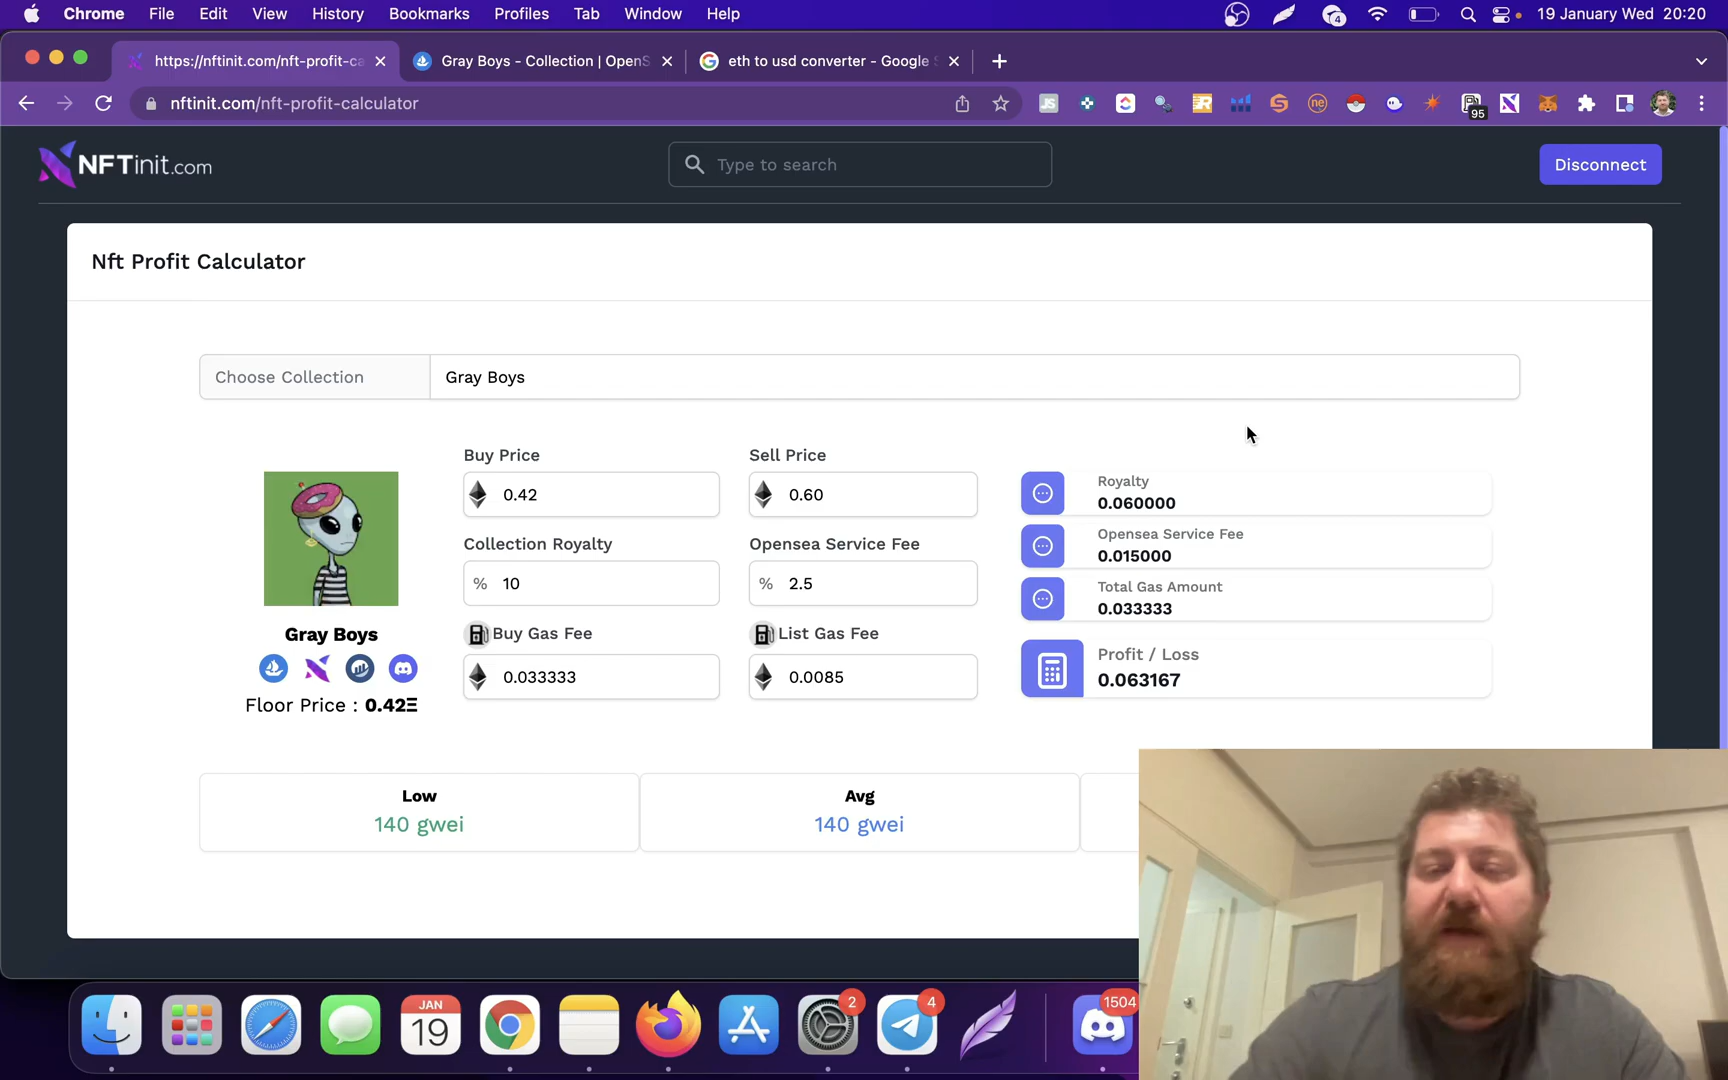 Chrome File Edit View History Bookmarks Profiles Tab Window Help 4 19 January Wed 20:20
https://nftinit.com/nft-profit-ca Gray Boys - Collection | OpenS eth to usd converter - Google S
nftinit.com/nft-profit-calculator JS R ne 95
NFTinit.com Type to search Disconnect
Nft Profit Calculator
Choose Collection Gray Boys
Buy Price Sell Price
0.42 0.60
Royalty
0.060000
Collection Royalty Opensea Service Fee
% 10 % 2.5
Opensea Service Fee
0.015000
Total Gas Amount
0.033333
Gray Boys
Buy Gas Fee List Gas Fee
0.033333 0.0085
Profit / Loss
0.063167
Floor Price : 0.42Ξ
Low Avg
140 gwei 140 gwei
JAN
19
2 4 1504